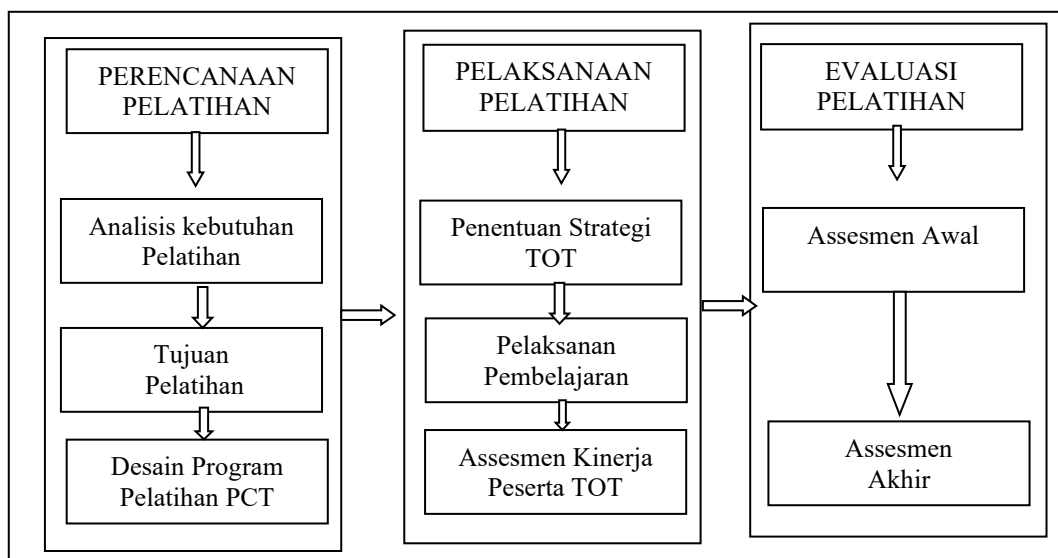 PERENCANAAN
PELATIHAN
Analisis kebutuhan
Pelatihan
Tujuan
Pelatihan
Desain Program
Pelatihan PCT
PELAKSANAAN
PELATIHAN
Penentuan Strategi
TOT
Pelaksanan
Pembelajaran
Assesmen Kinerja
Peserta TOT
EVALUASI
PELATIHAN
Assesmen Awal
Assesmen
Akhir